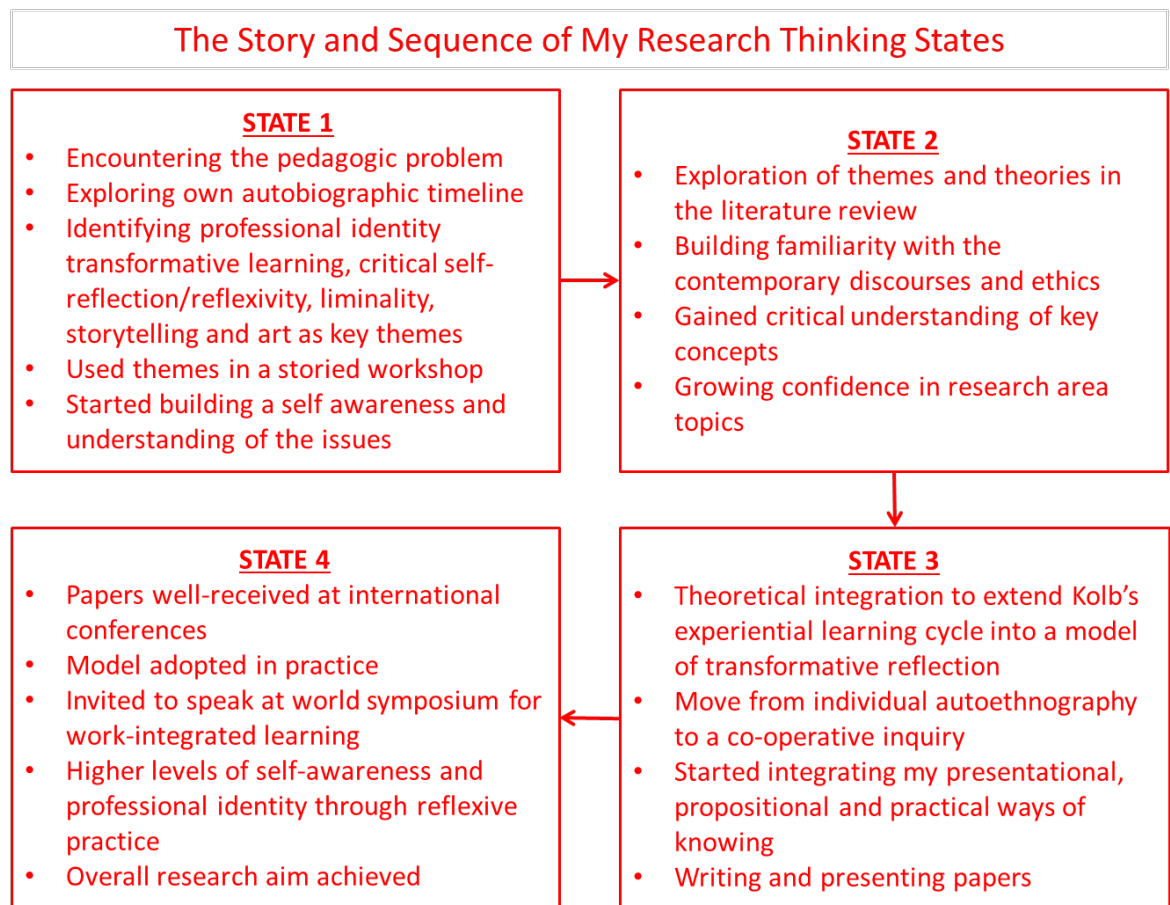 The Story and Sequence of My Research Thinking States
STATE 1
• Encountering the pedagogic problem
• Exploring own autobiographic timeline
• Identifying professional identity
transformative learning, critical self-
reflection/reflexivity, liminality,
storytelling and art as key themes
• Used themes in a storied workshop
• Started building a self awareness and
understanding of the issues
STATE 2
• Exploration of themes and theories in
the literature review
• Building familiarity with the
contemporary discourses and ethics
• Gained critical understanding of key
concepts
• Growing confidence in research area
topics
STATE 3
• Theoretical integration to extend Kolb’s
experiential learning cycle into a model
of transformative reflection
• Move from individual autoethnography
to a co-operative inquiry
• Started integrating my presentational,
propositional and practical ways of
knowing
• Writing and presenting papers
STATE 4
• Papers well-received at international
conferences
• Model adopted in practice
• Invited to speak at world symposium for
work-integrated learning
• Higher levels of self-awareness and
professional identity through reflexive
practice
• Overall research aim achieved